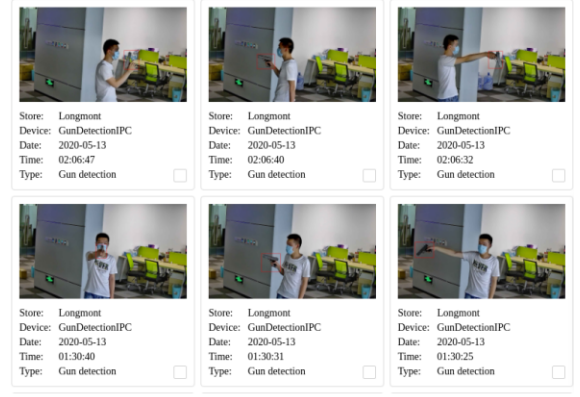 Store: Longmont
Device: GunDetectionIPC
Date: 2020-05-13
Time: 02:06:47
Type: Gun detection
Store: Longmont
Device: GunDetectionIPC
Date: 2020-05-13
Time: 02:06:40
Type: Gun detection
Store: Longmont
Device: GunDetectionIPC
Date: 2020-05-13
Time: 02:06:32
Type: Gun detection
Store: Longmont
Device: GunDetectionIPC
Date: 2020-05-13
Time: 01:30:40
Type: Gun detection
Store: Longmont
Device: GunDetectionIPC
Date: 2020-05-13
Time: 01:30:31
Type: Gun detection
Store: Longmont
Device: GunDetectionIPC
Date: 2020-05-13
Time: 01:30:25
Type: Gun detection